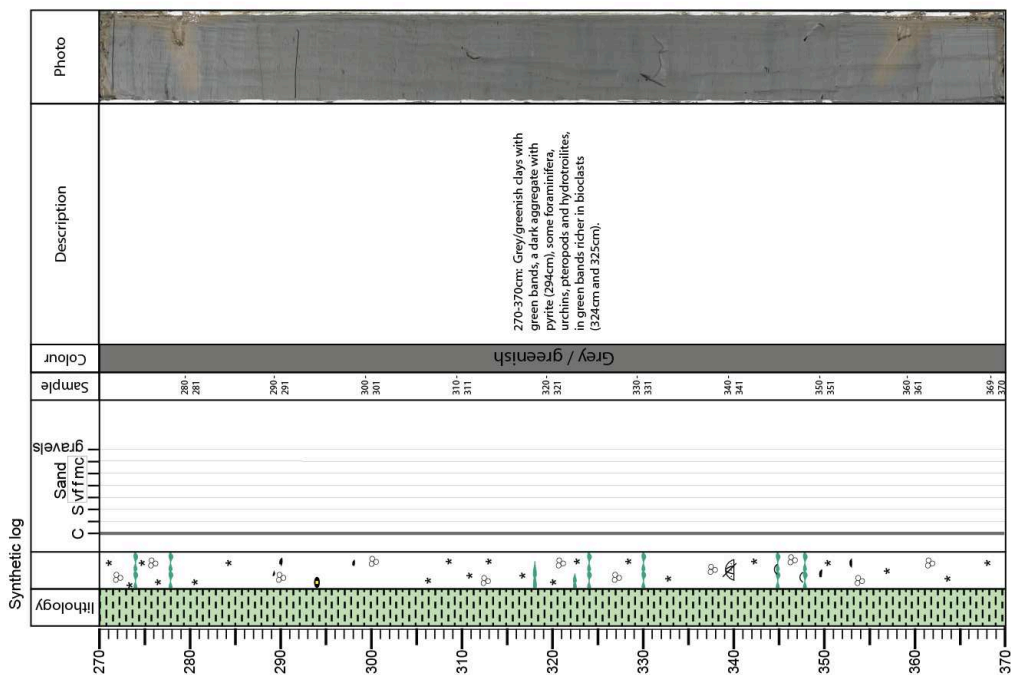 Photo
Description
270-370cm: Grey/greenish clays with
green bands, a dark aggregate with
pyrite (294cm), some foraminifera,
urchins, pteropods and hydrotroilites,
in green bands richer in bioclasts
(324cm and 325cm).
Colour
Grey / greenish
Sample
280-
281
290-
291
300-
301
310-
311
320-
321
330-
331
340-
341
350-
351
360-
361
369-
370
Synthetic log
gravels
Sand
vf f m c
S
C
lithology
270
280
290
300
310
320
330
340
350
360
370